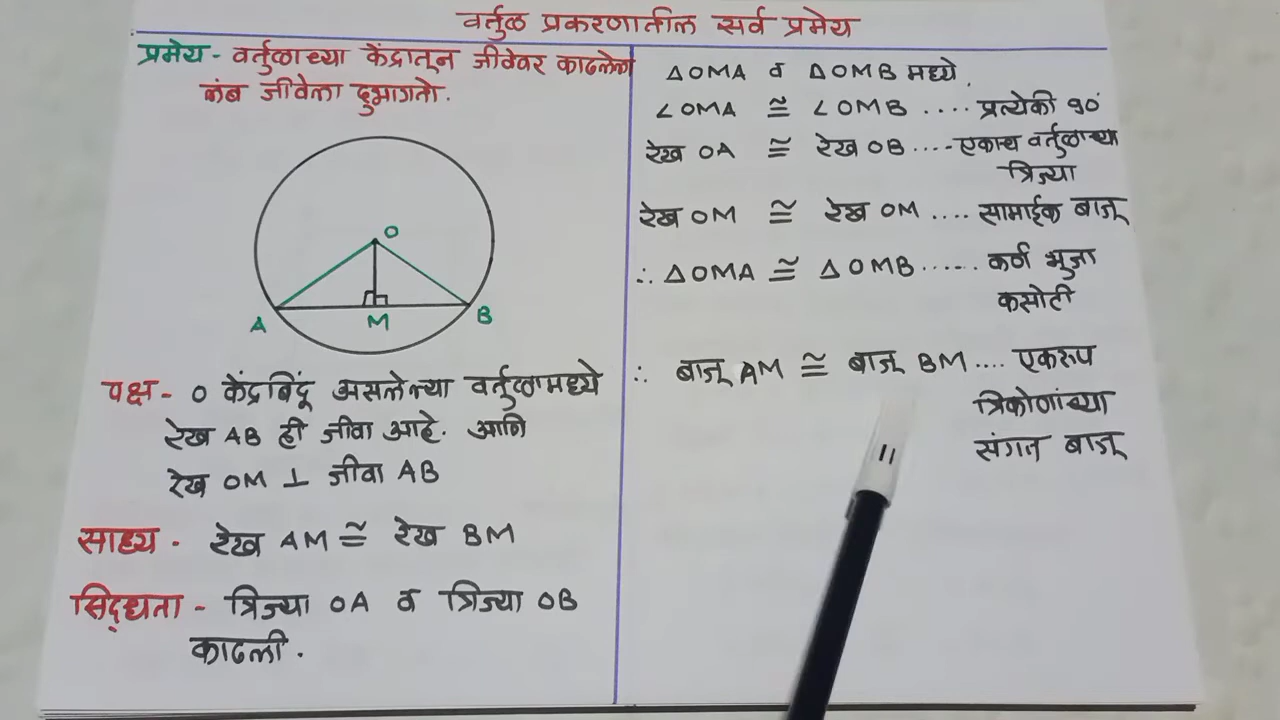 वर्तुळ प्रकरणातील सर्व प्रमेय
प्रमेय - वर्तुळाच्या केंद्रातून जीवेवर काढलेला
लंब जीवेला दुभागतो.
O
A
M
B
पक्ष - O केंद्रबिंदू असलेल्या वर्तुळामध्ये
रेख AB ही जीवा आहे. आणि
रेख OM ⊥ जीवा AB
साध्य - रेख AM ≅ रेख BM
सिद्धता - त्रिज्या OA व त्रिज्या OB
काढली.
△OMA व △OMB मध्ये.
∠OMA ≅ ∠OMB .... प्रत्येकी 90°
रेख OA ≅ रेख OB .... एकाच वर्तुळाच्या
त्रिज्या
रेख OM ≅ रेख OM .... सामाईक बाजू
∴ △OMA ≅ △OMB ..... कर्ण भुजा
कसोटी
∴ बाजू AM ≅ बाजू BM .... एकरुप
त्रिकोणांच्या
संगत बाजू